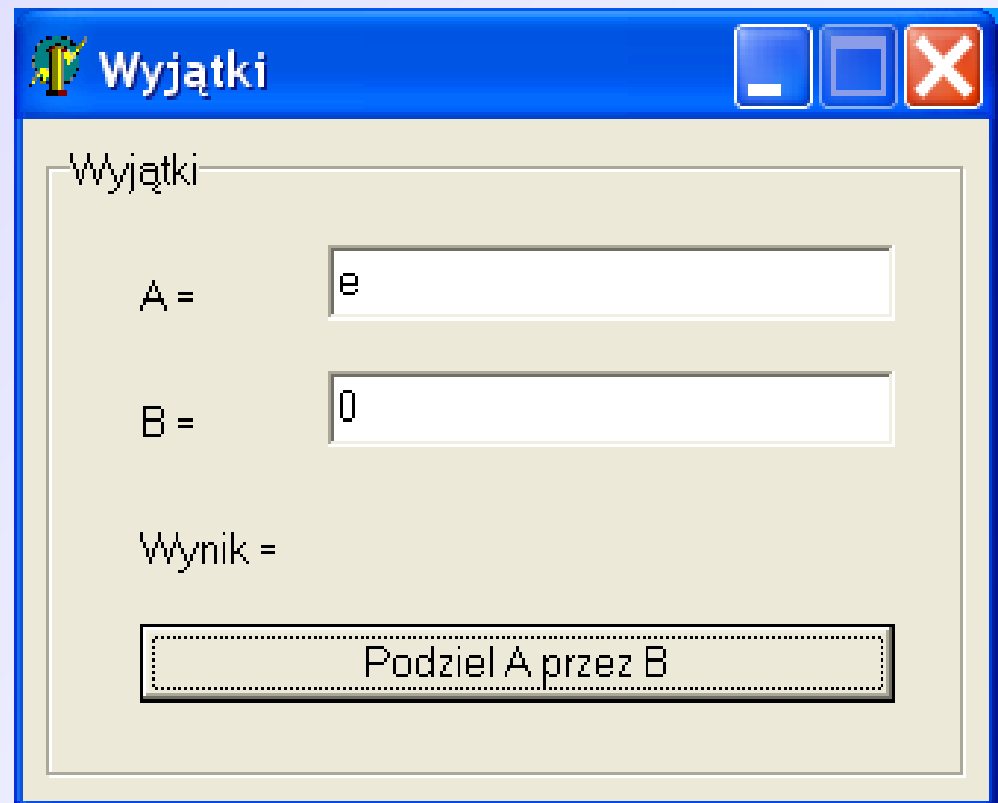 Wyjątki
Wyjątki
A = e
B = 0
Wynik =
Podziel A przez B